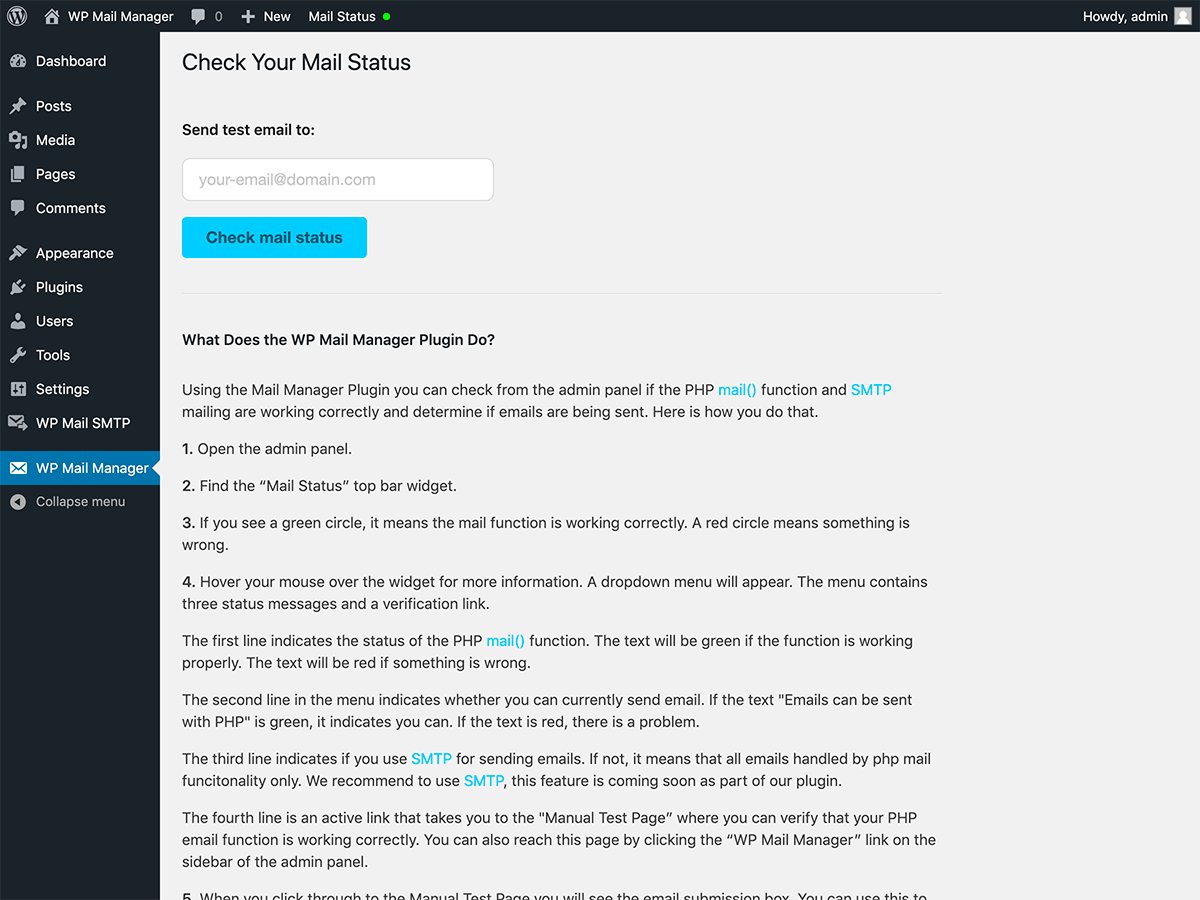 WP Mail Manager 0 New Mail Status Howdy, admin
Dashboard
Posts
Media
Pages
Comments
Appearance
Plugins
Users
Tools
Settings
WP Mail SMTP
WP Mail Manager
Collapse menu
Check Your Mail Status
Send test email to:
your-email@domain.com
Check mail status
What Does the WP Mail Manager Plugin Do?
Using the Mail Manager Plugin you can check from the admin panel if the PHP mail() function and SMTP
mailing are working correctly and determine if emails are being sent. Here is how you do that.
1. Open the admin panel.
2. Find the “Mail Status” top bar widget.
3. If you see a green circle, it means the mail function is working correctly. A red circle means something is
wrong.
4. Hover your mouse over the widget for more information. A dropdown menu will appear. The menu contains
three status messages and a verification link.
The first line indicates the status of the PHP mail() function. The text will be green if the function is working
properly. The text will be red if something is wrong.
The second line in the menu indicates whether you can currently send email. If the text "Emails can be sent
with PHP" is green, it indicates you can. If the text is red, there is a problem.
The third line indicates if you use SMTP for sending emails. If not, it means that all emails handled by php mail
funcitonality only. We recommend to use SMTP, this feature is coming soon as part of our plugin.
The fourth line is an active link that takes you to the "Manual Test Page” where you can verify that your PHP
email function is working correctly. You can also reach this page by clicking the “WP Mail Manager” link on the
sidebar of the admin panel.
5. When you click through to the Manual Test Page you will see the email submission box. You can use this to